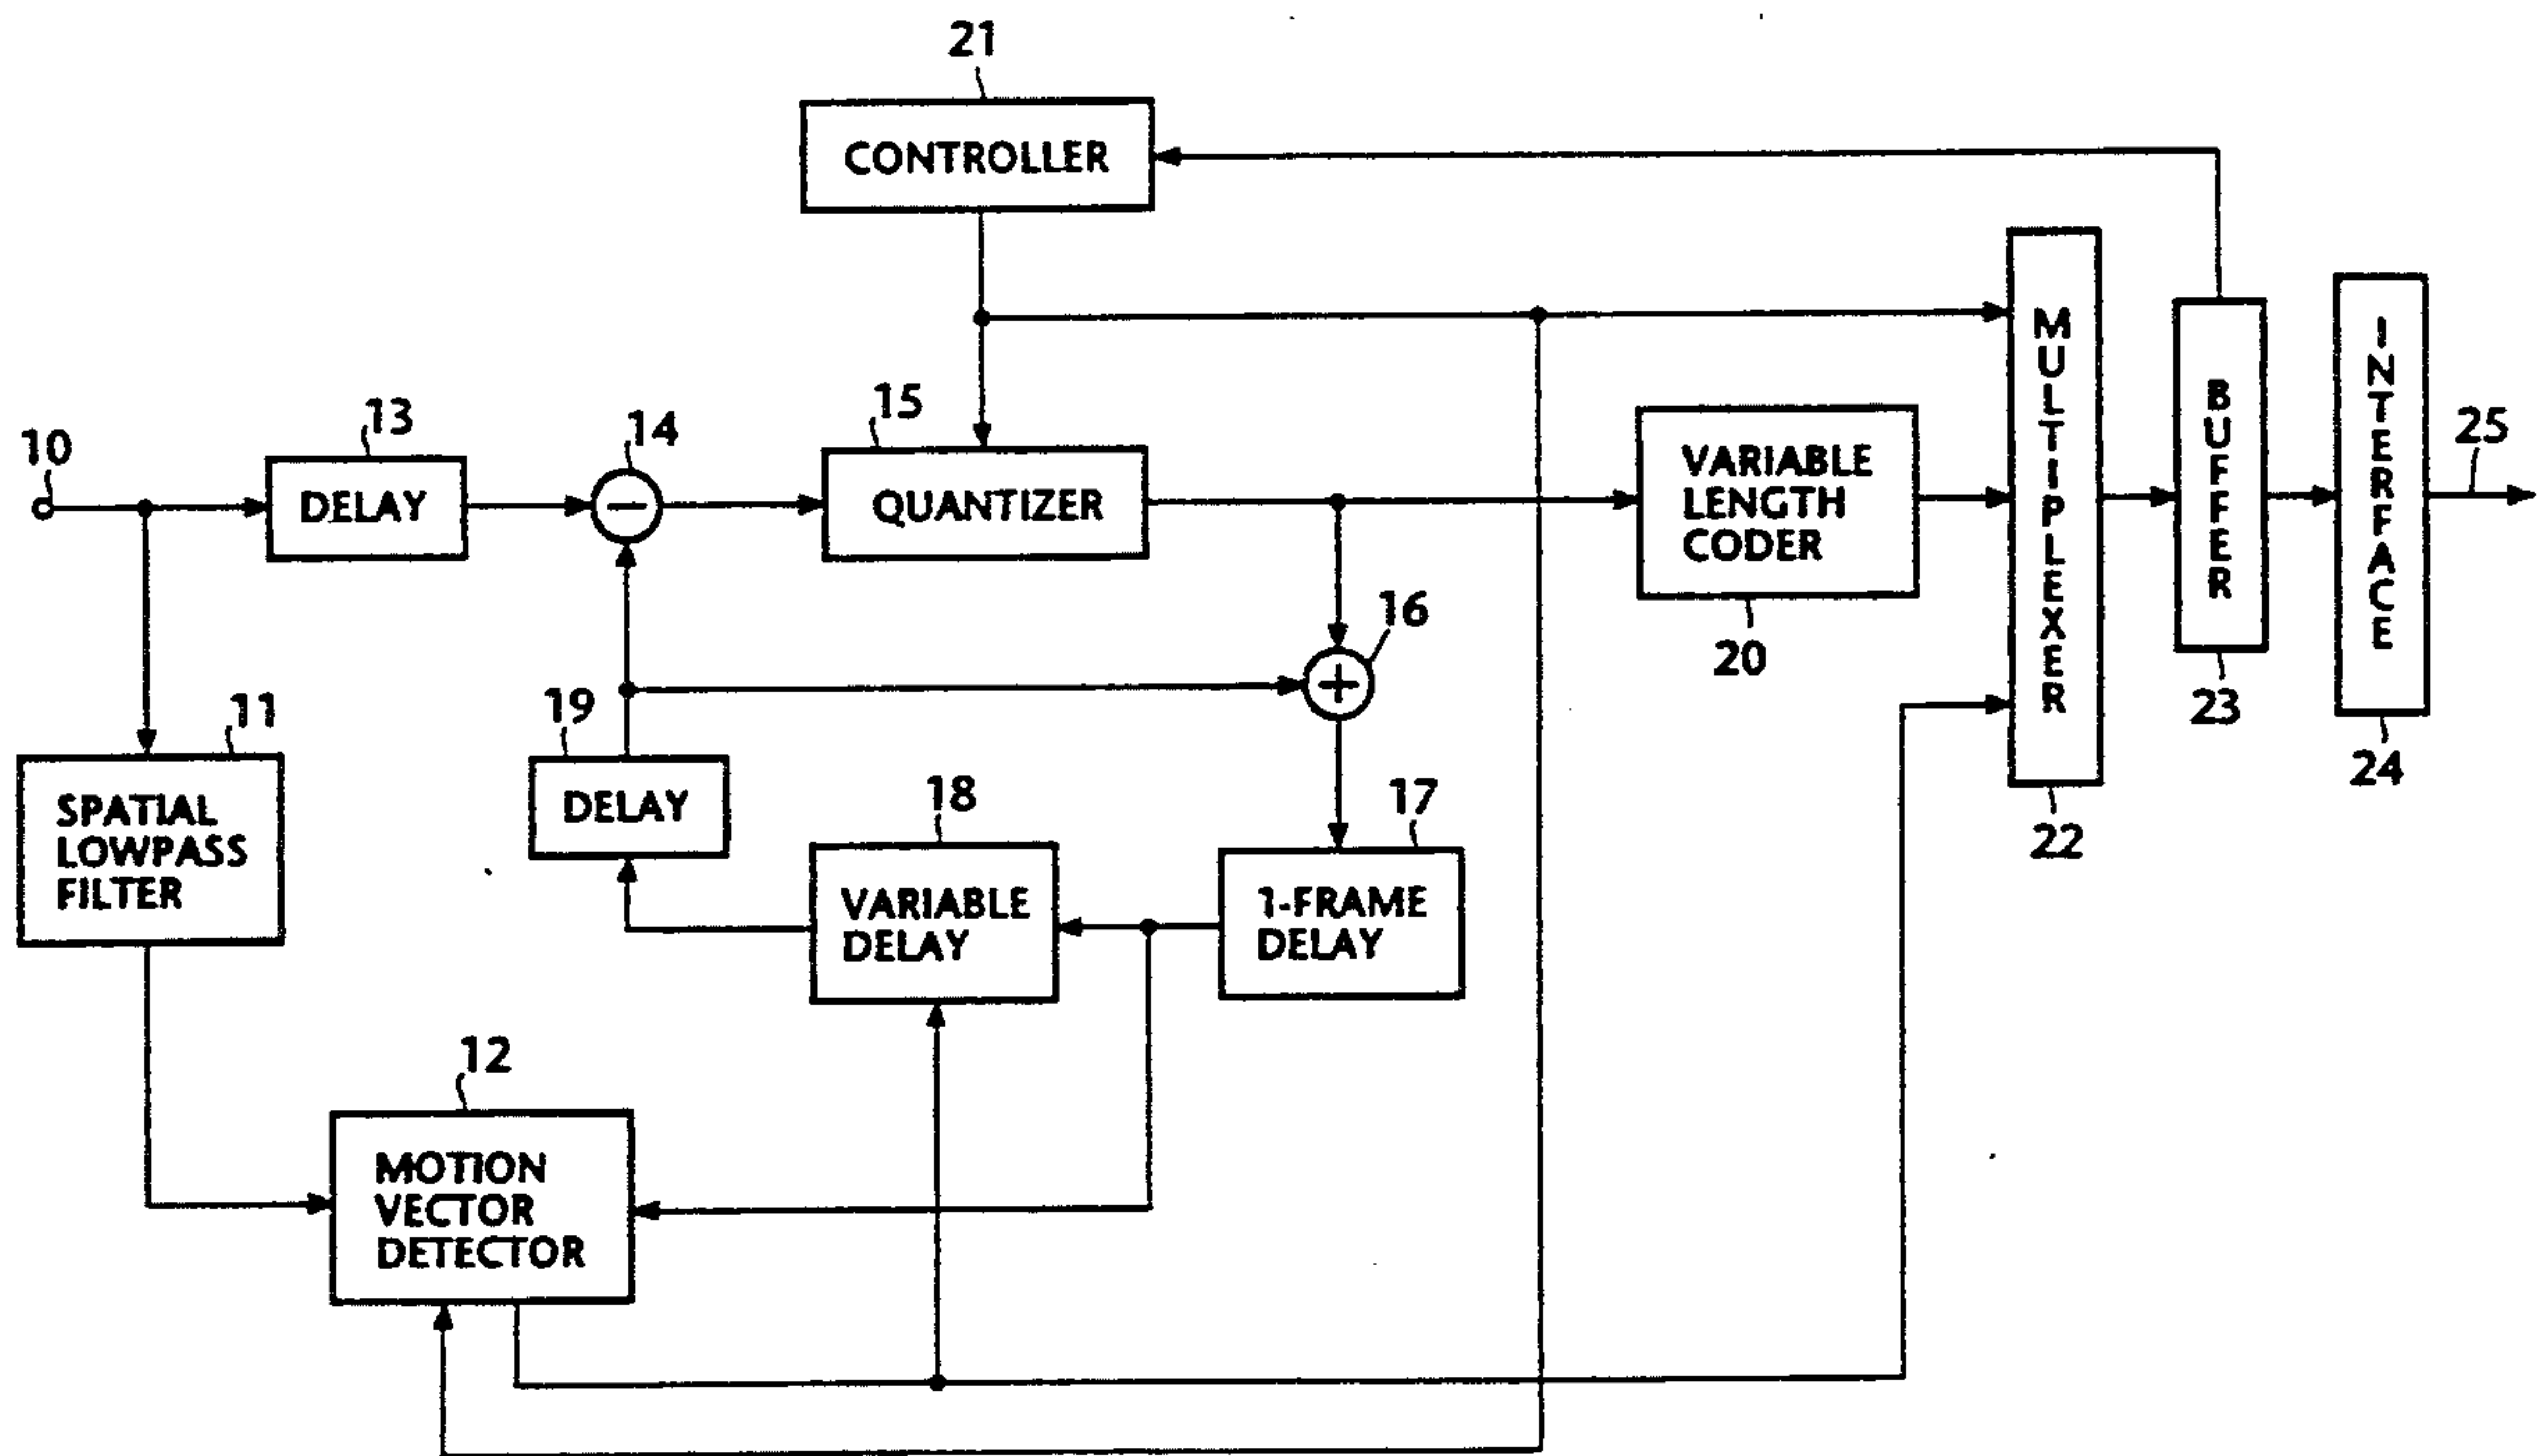 21
CONTROLLER
10
13
DELAY
14
−
15
QUANTIZER
VARIABLE
LENGTH
CODER
20
MULTIPLEXER
22
BUFFER
23
INTERFACE
24
25
16
+
11
SPATIAL
LOWPASS
FILTER
19
DELAY
18
VARIABLE
DELAY
17
1-FRAME
DELAY
12
MOTION
VECTOR
DETECTOR